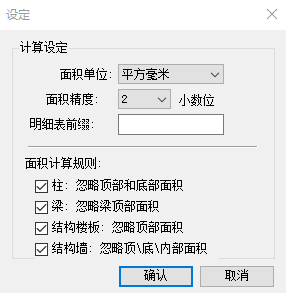 设定
计算设定
面积单位: 平方毫米
面积精度: 2 小数位
明细表前缀:
面积计算规则:
柱: 忽略顶部和底部面积
梁: 忽略梁顶部面积
结构楼板: 忽略顶部面积
结构墙: 忽略顶\底\内部面积
确认 取消